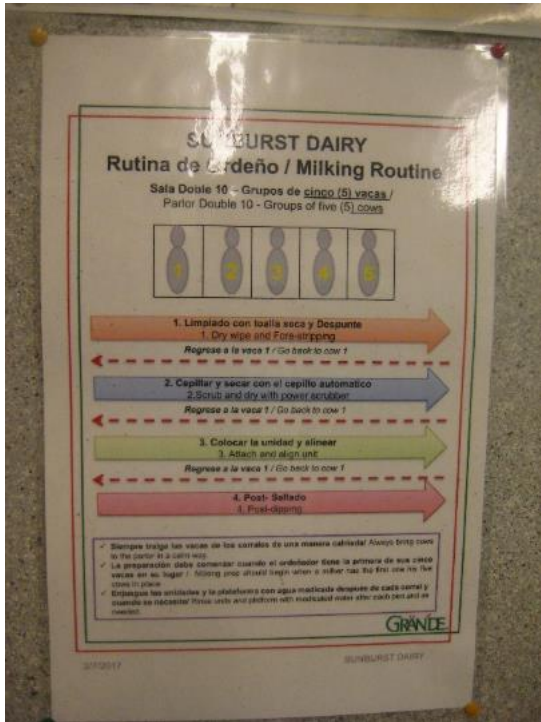 SUNBURST DAIRY
Rutina de Ordeño / Milking Routine
Sala Doble 10 – Grupos de cinco (5) vacas /
Parlor Double 10 - Groups of five (5) cows
1 2 3 4 5
1. Limpiado con toalla seca y Despunte
1. Dry wipe and Fore-stripping
Regrese a la vaca 1 / Go back to cow 1
2. Cepillar y secar con el cepillo automatico
2.Scrub and dry with power scrubber
Regrese a la vaca 1 / Go back to cow 1
3. Colocar la unidad y alinear
3. Attach and align unit
Regrese a la vaca 1 / Go back to cow 1
4. Post- Sellado
4. Post-dipping
✓ Siempre traiga las vacas de los corrales de una manera calmada/ Always bring cows
to the parlor in a calm way.
✓ La preparación debe comenzar cuando el ordeñador tiene la primera de sus cinco
vacas en su lugar / Milking prep should begin when a milker has the first one five
cows in place
✓ Enjuague las unidades y la plataforma con agua medicada después de cada corral y
cuando se necesite/ Rinse units and platform with medicated water after each pen and as
needed.
GRANDE
3/7/2017
SUNBURST DAIRY